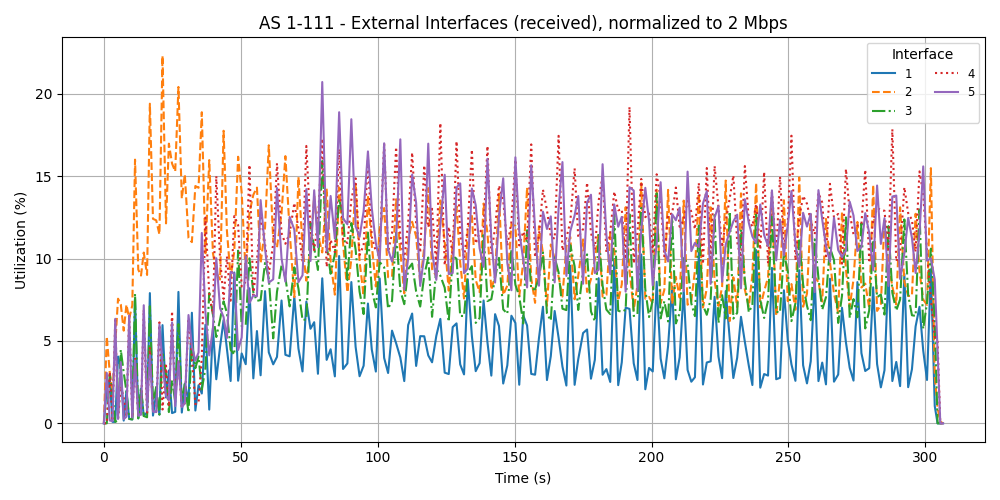 AS 1-111 - External Interfaces (received), normalized to 2 Mbps
Utilization (%)
20
15
10
5
0
0 50 100 150 200 250 300
Time (s)
Interface
1 4
2 5
3